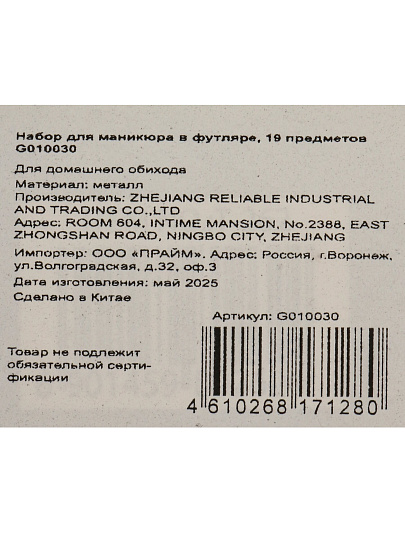 Набор для маникюра в футляре, 19 предметов
G010030
Для домашнего обихода
Материал: металл
Производитель: ZHEJIANG RELIABLE INDUSTRIAL
AND TRADING CO.,LTD
Адрес: ROOM 604, INTIME MANSION, No.2388, EAST
ZHONGSHAN ROAD, NINGBO CITY, ZHEJIANG
Импортер: ООО «ПРАЙМ». Адрес: Россия, г.Воронеж,
ул.Волгоградская, д.32, оф.3
Дата изготовления: май 2025
Сделано в Китае
Артикул: G010030
Товар не подлежит
обязательной серти-
фикации
4 610268 171280